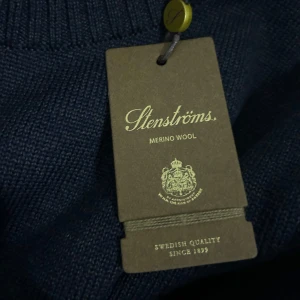 Stenströms.
MERINO WOOL
SWEDISH QUALITY
SINCE 1899